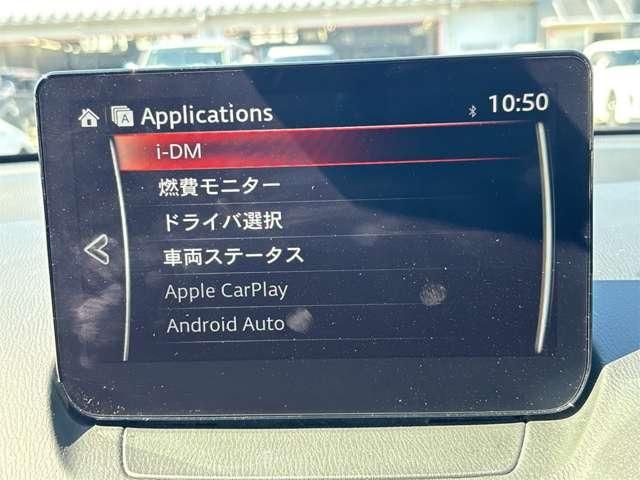 Applications
10:50
i-DM
燃費モニター
ドライバ選択
車両ステータス
Apple CarPlay
Android Auto